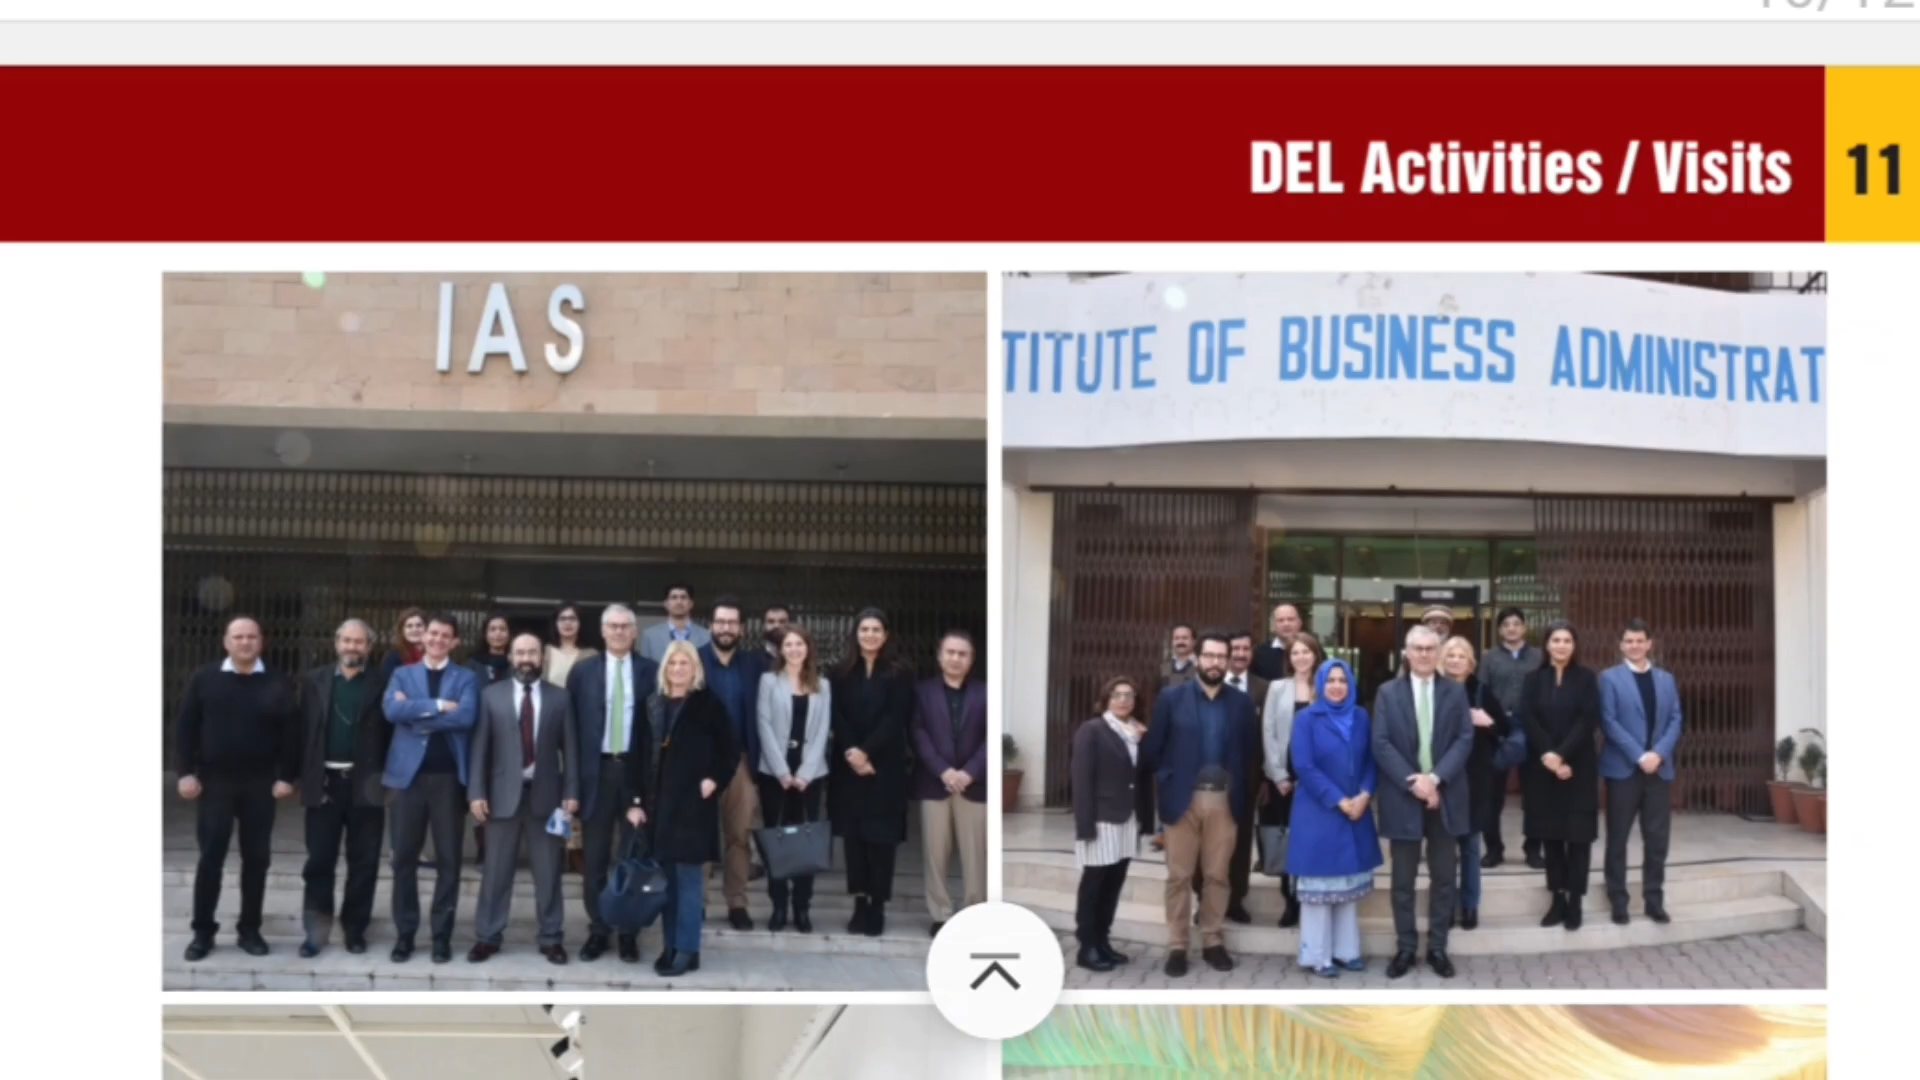 DEL Activities / Visits 11
IAS
TITUTE OF BUSINESS ADMINISTRAT